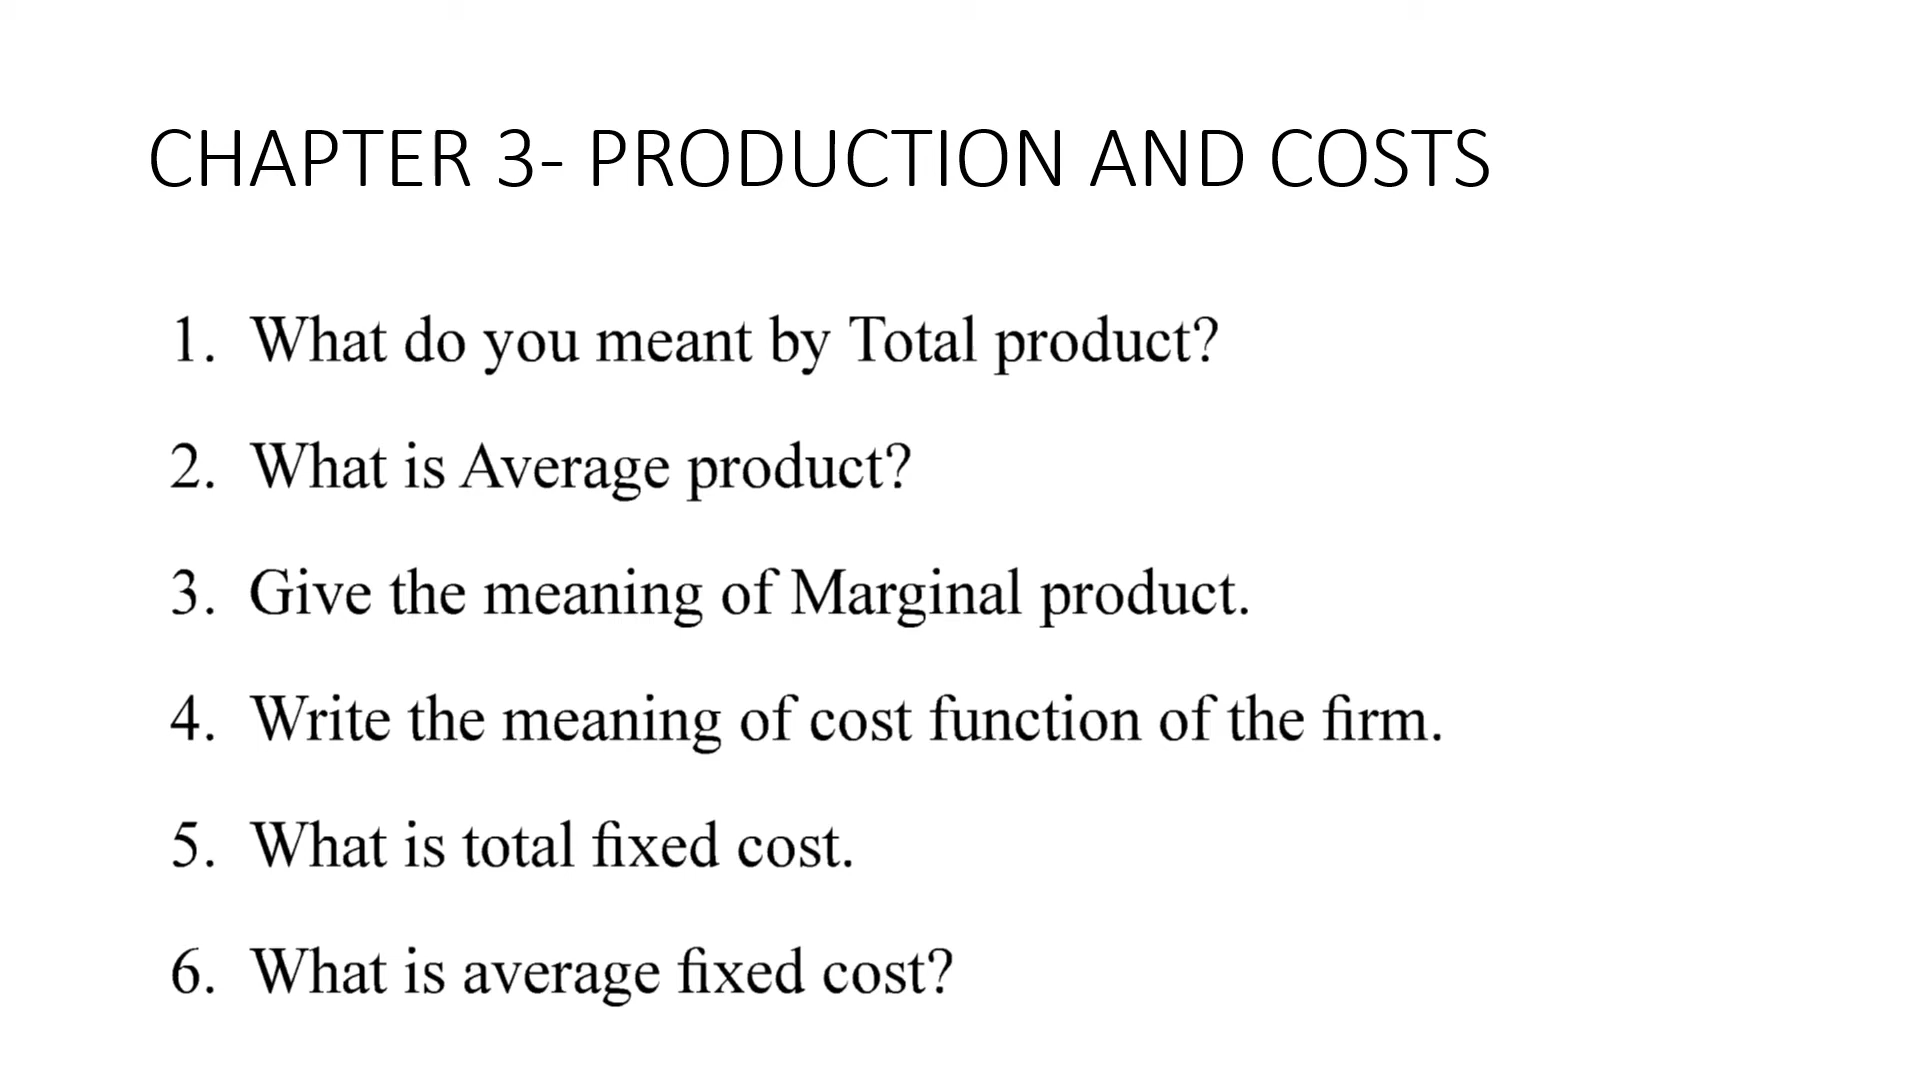 CHAPTER 3- PRODUCTION AND COSTS
1. What do you meant by Total product?
2. What is Average product?
3. Give the meaning of Marginal product.
4. Write the meaning of cost function of the firm.
5. What is total fixed cost.
6. What is average fixed cost?